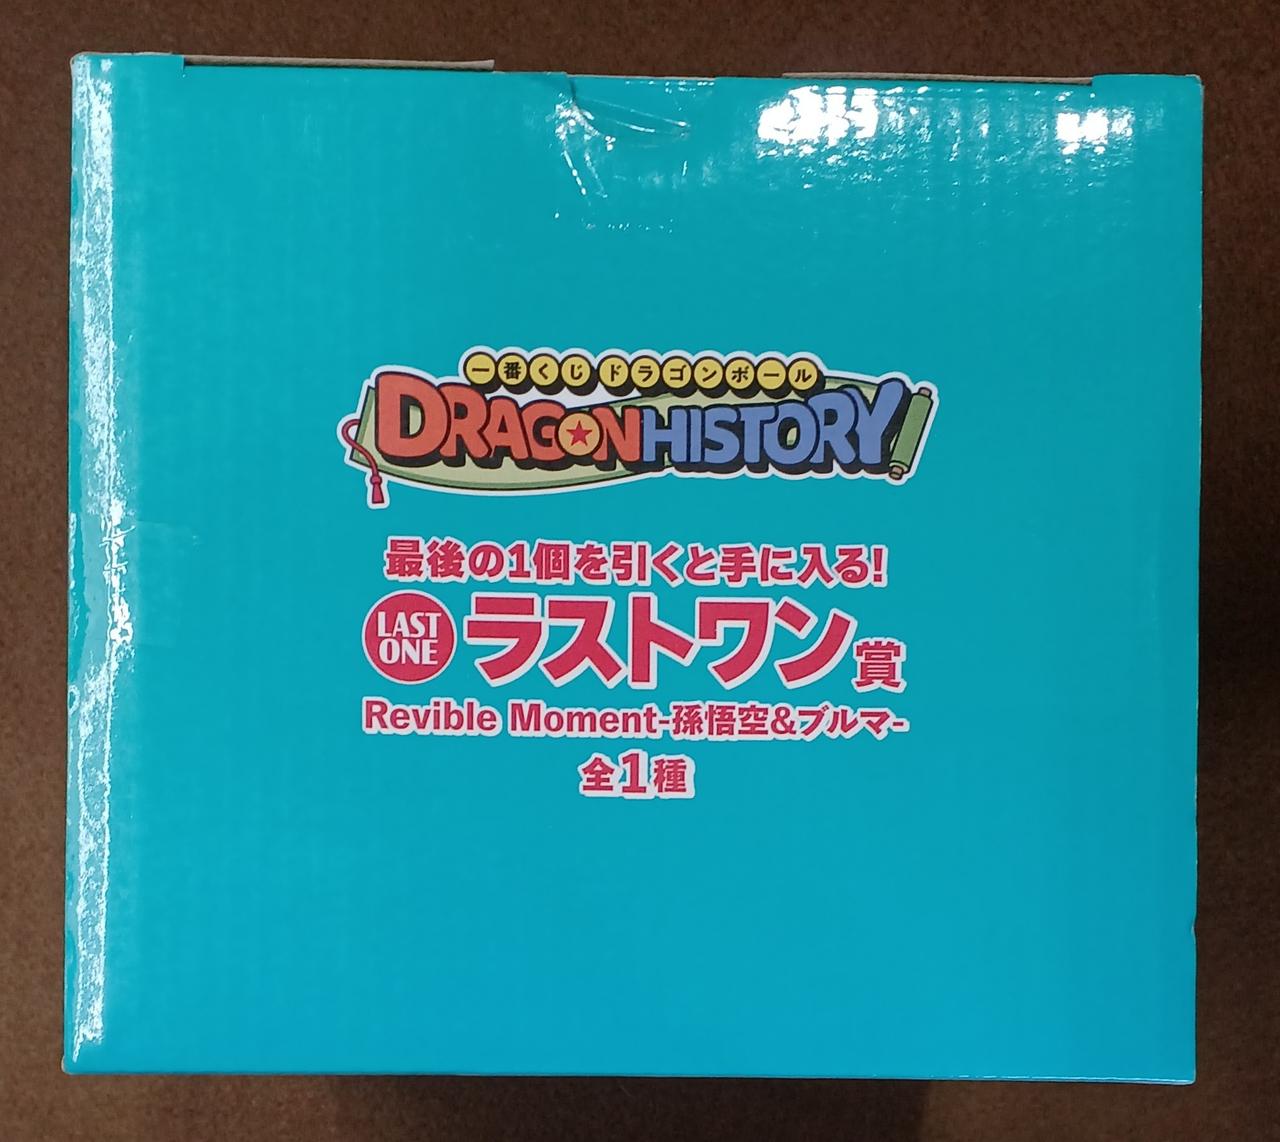 一番くじ ドラゴンボール
DRAGONHISTORY
最後の1個を引くと手に入る!
LAST ONE ラストワン賞
Revible Moment-孫悟空&ブルマ-
全1種